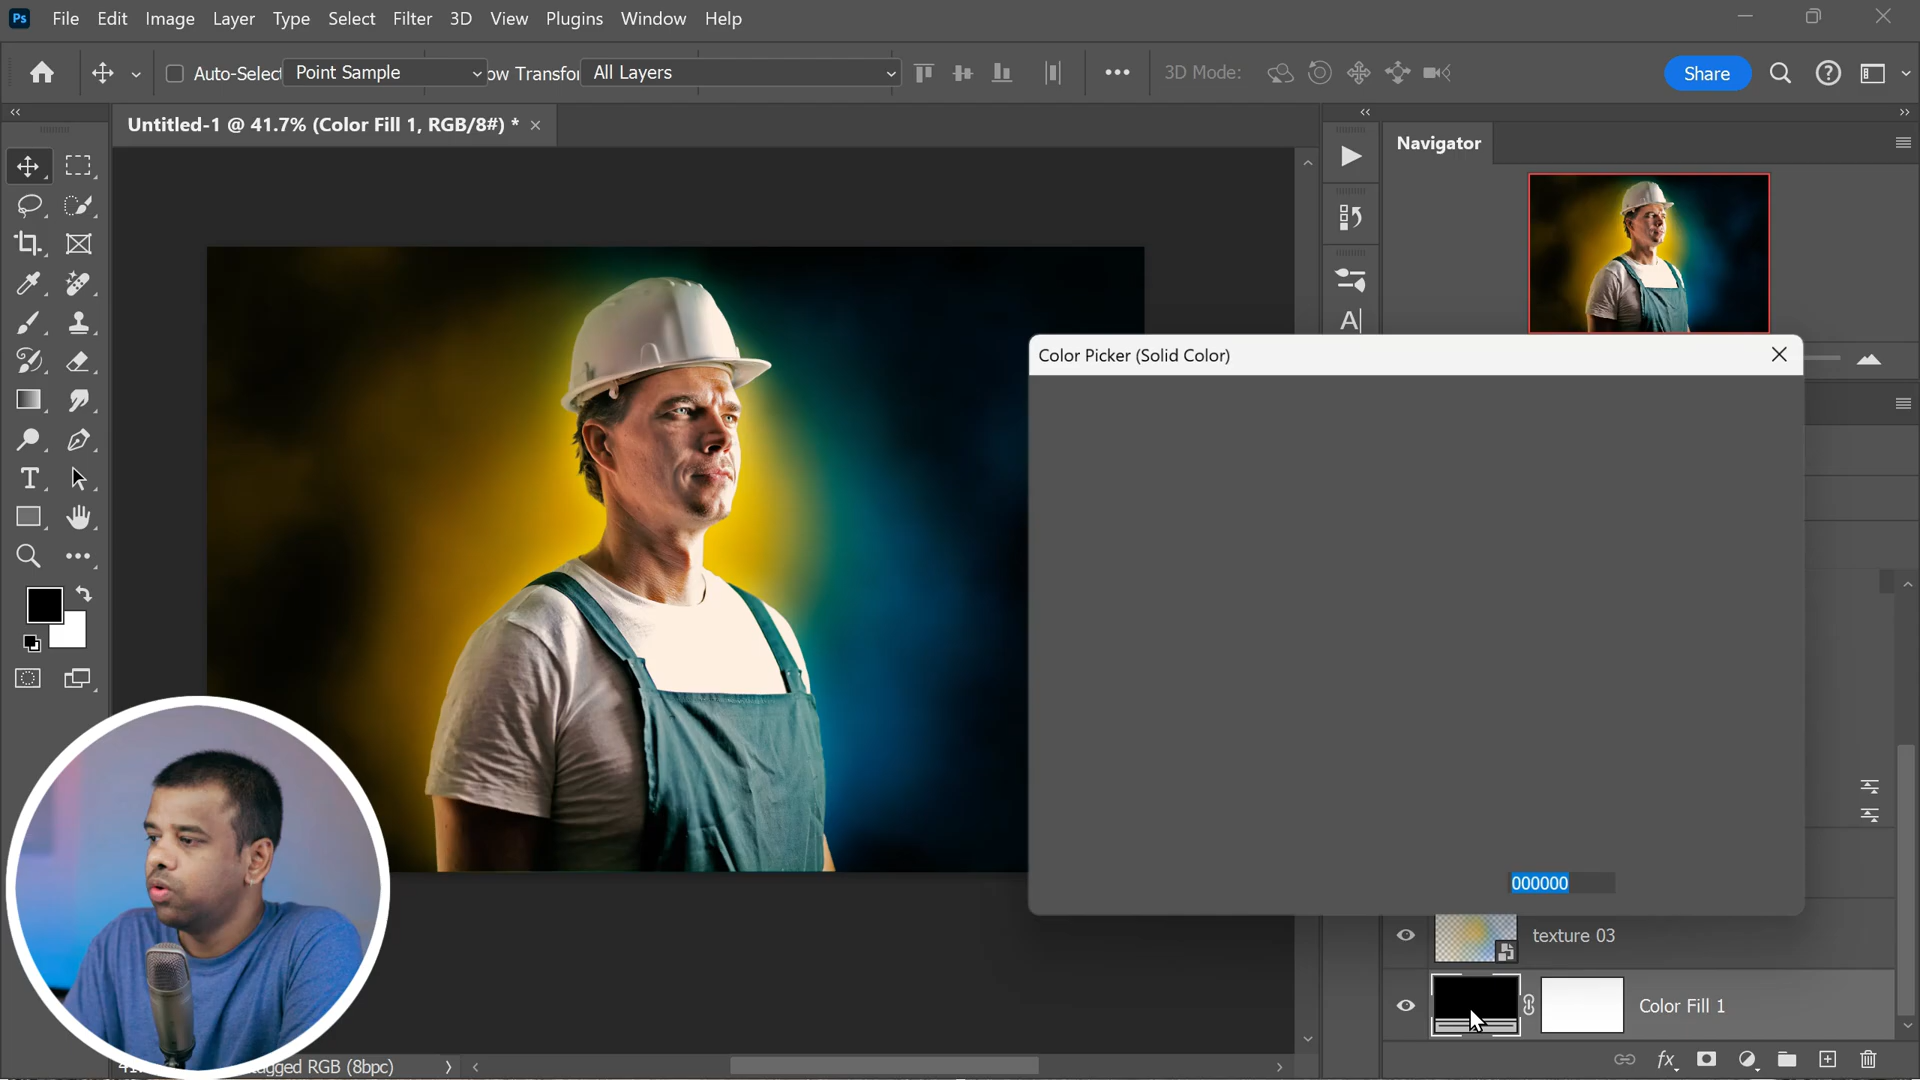 Ps File Edit Image Layer Type Select Filter 3D View Plugins Window Help
Auto-Select Point Sample ow Transfor All Layers 3D Mode: Share
Untitled-1 @ 41.7% (Color Fill 1, RGB/8#) *
Navigator
Color Picker (Solid Color)
000000
texture 03
Color Fill 1
RGB (8bpc)